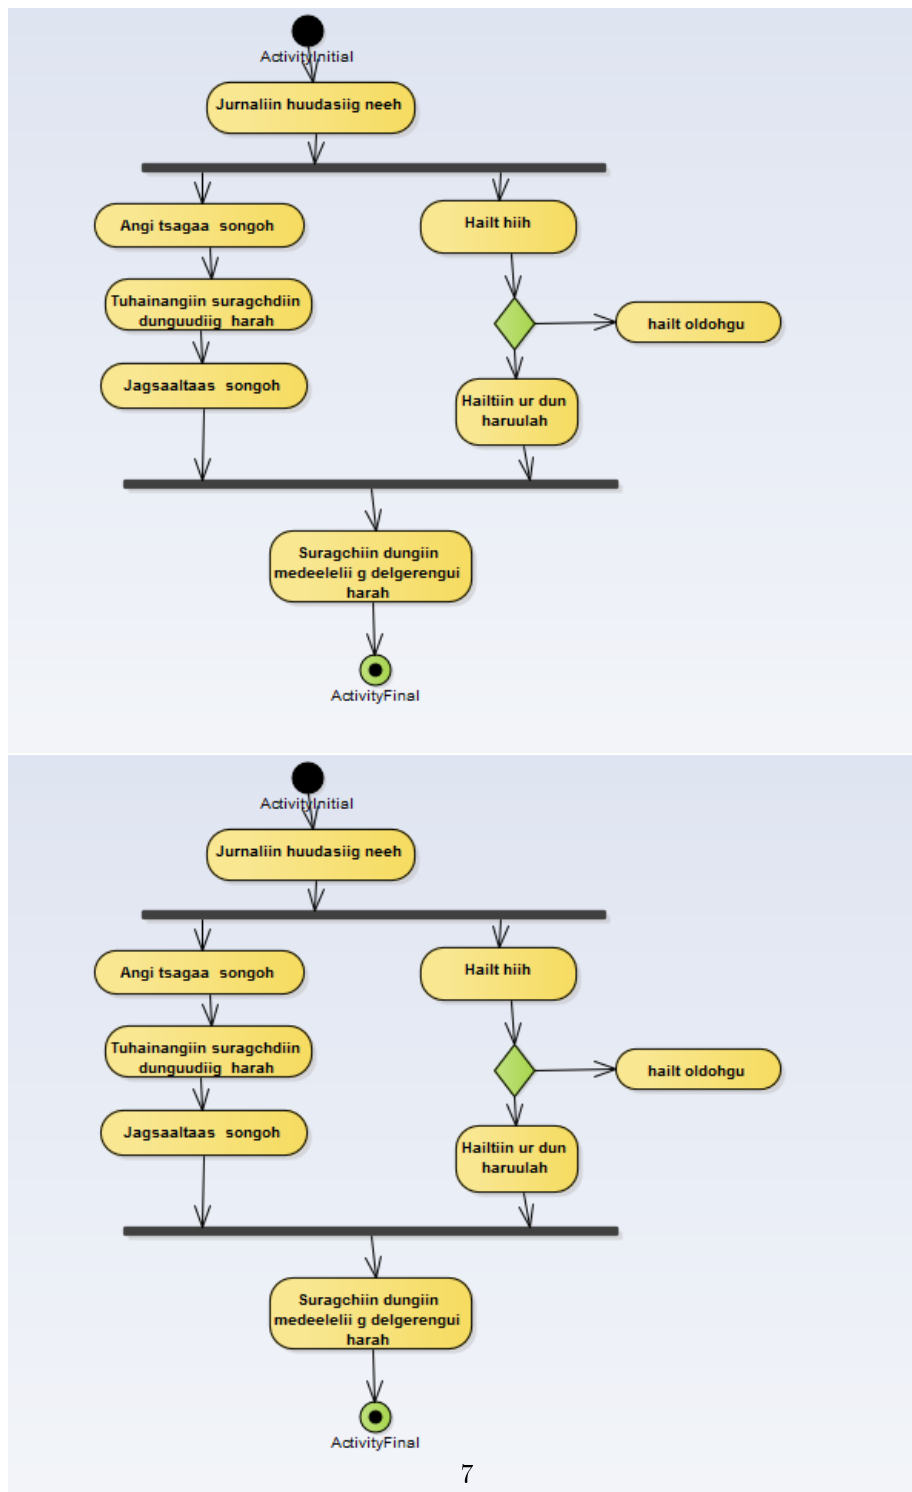 ActivityInitial
Jurnaliin huudasiig neeh
Angi tsagaa songoh
Hailt hiih
Tuhainangiin suragchdiin
dunguudiig harah
hailt oldohgu
Jagsaaltaas songoh
Hailtiin ur dun
haruulah
Suragchiin dungiin
medeelelii g delgerengui
harah
ActivityFinal
ActivityInitial
Jurnaliin huudasiig neeh
Angi tsagaa songoh
Hailt hiih
Tuhainangiin suragchdiin
dunguudiig harah
hailt oldohgu
Jagsaaltaas songoh
Hailtiin ur dun
haruulah
Suragchiin dungiin
medeelelii g delgerengui
harah
ActivityFinal
7